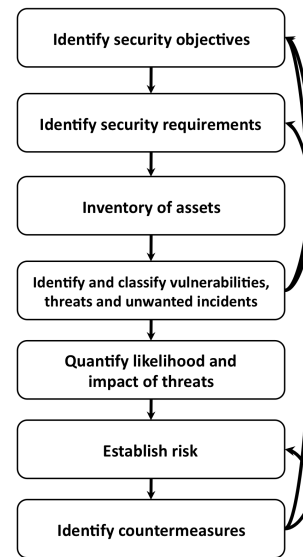 Identify security objectives
Identify security requirements
Inventory of assets
Identify and classify vulnerabilities,
threats and unwanted incidents
Quantify likelihood and
impact of threats
Establish risk
Identify countermeasures